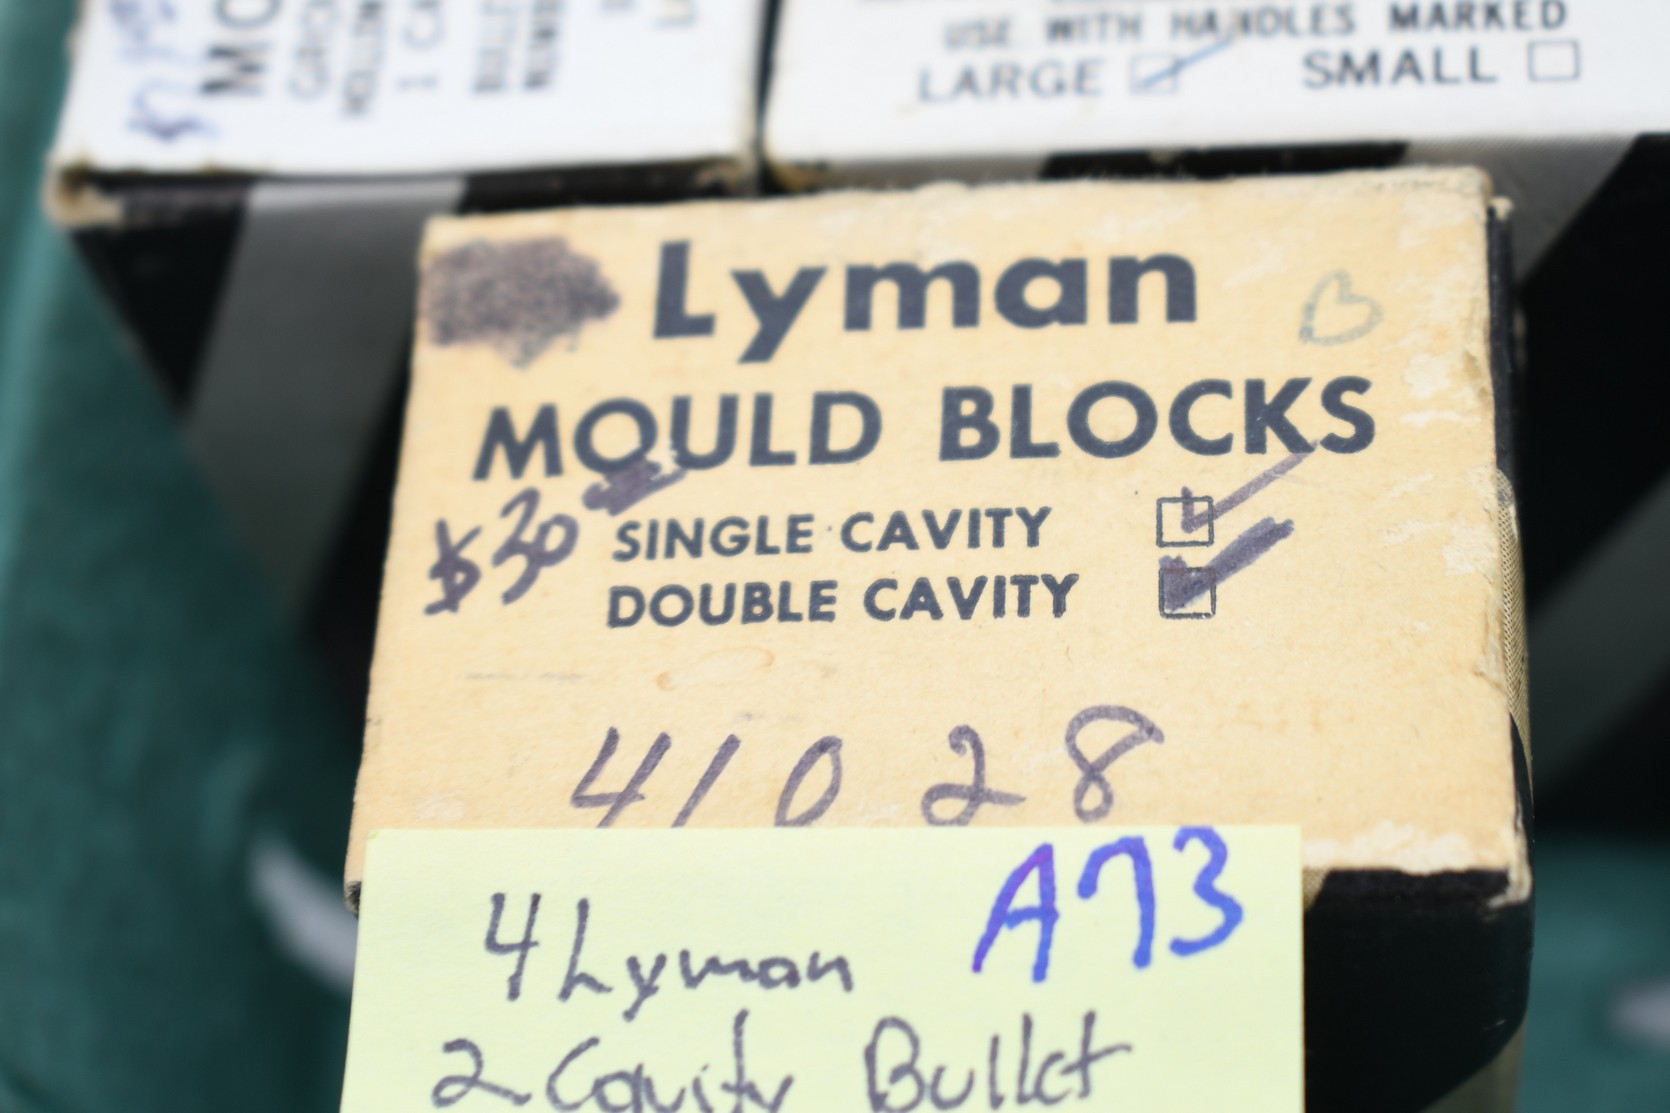 USE WITH HANDLES MARKED
LARGE SMALL
Lyman
MOULD BLOCKS
$30
SINGLE CAVITY
DOUBLE CAVITY
41028
A73
4 Lyman
2 Cavity Bullet